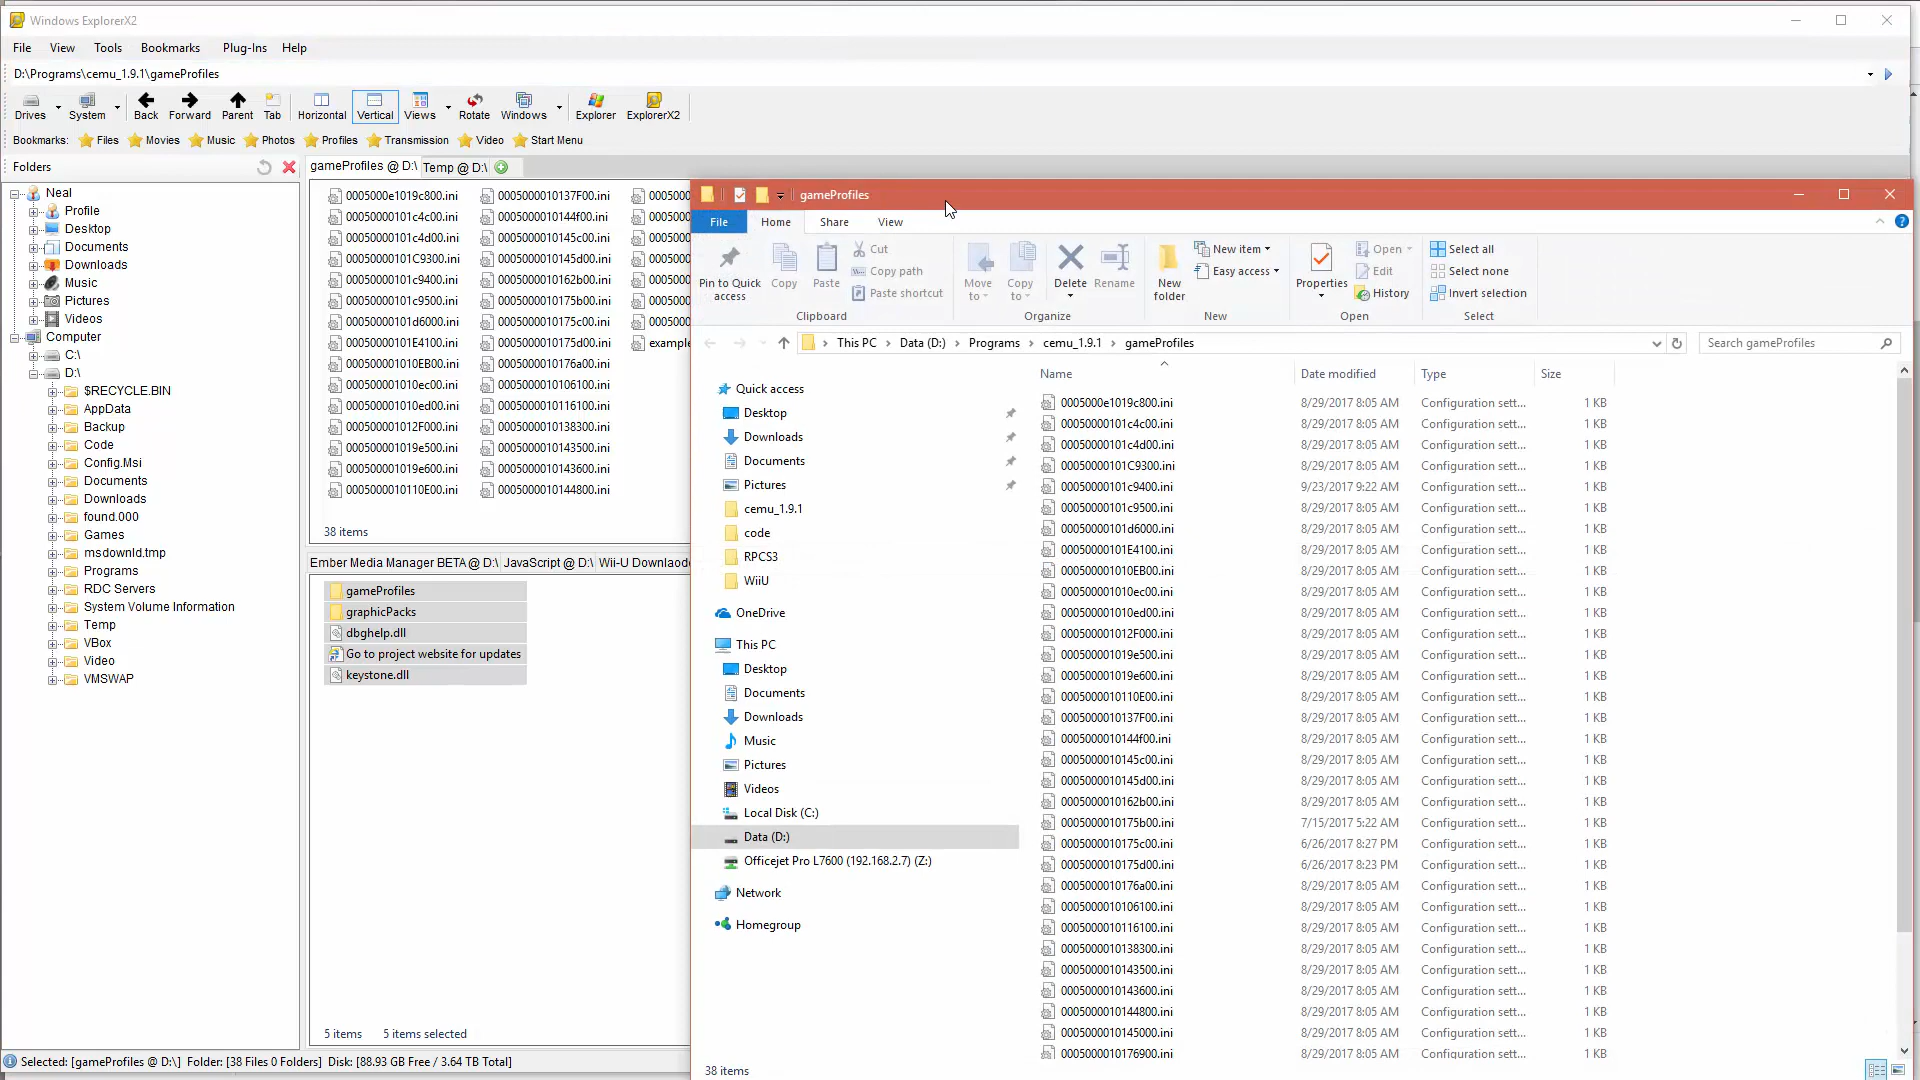 Windows ExplorerX2
File View Tools Bookmarks Plug-Ins Help
D:\Programs\cemu_1.9.1\gameProfiles
Drives System Back Forward Parent Tab Horizontal Vertical Views Rotate Windows Explorer ExplorerX2
Bookmarks: Files Movies Music Photos Profiles Transmission Video Start Menu
Folders
Neal
Profile
Desktop
Documents
Downloads
Music
Pictures
Videos
Computer
C:\
D:\
$RECYCLE.BIN
AppData
Backup
Code
Config.Msi
Documents
Downloads
found.000
Games
msdownld.tmp
Programs
RDC Servers
System Volume Information
Temp
VBox
Video
VMSWAP
gameProfiles @ D:\ Temp @ D:\
0005000e1019c800.ini 0005000010137F00.ini 00050000
00050000101c4c00.ini 0005000010144f00.ini 00050000
00050000101c4d00.ini 0005000010145c00.ini 00050000
00050000101C9300.ini 0005000010145d00.ini 00050000
00050000101c9400.ini 0005000010162b00.ini 00050000
00050000101c9500.ini 0005000010175b00.ini 00050000
00050000101d6000.ini 0005000010175c00.ini 00050000
00050000101E4100.ini 0005000010175d00.ini example
000500001010EB00.ini 0005000010176a00.ini
000500001010ec00.ini 0005000010106100.ini
000500001010ed00.ini 0005000010116100.ini
000500001012F000.ini 0005000010138300.ini
000500001019e500.ini 0005000010143500.ini
000500001019e600.ini 0005000010143600.ini
0005000010110E00.ini 0005000010144800.ini
38 items
Ember Media Manager BETA @ D:\ JavaScript @ D:\ Wii-U Downlaod
gameProfiles
graphicPacks
dbghelp.dll
Go to project website for updates
keystone.dll
5 items 5 items selected
Selected: [gameProfiles @ D:\] Folder: [38 Files 0 Folders] Disk: [88.93 GB Free / 3.64 TB Total]
gameProfiles
File Home Share View
Pin to Quick access
Copy
Paste
Cut
Copy path
Paste shortcut
Move to
Copy to
Delete
Rename
New folder
New item
Easy access
Properties
Open
Edit
History
Select all
Select none
Invert selection
Clipboard Organize New Open Select
This PC Data (D:) Programs cemu_1.9.1 gameProfiles
Search gameProfiles
Quick access
Desktop
Downloads
Documents
Pictures
cemu_1.9.1
code
RPCS3
WiiU
OneDrive
This PC
Desktop
Documents
Downloads
Music
Pictures
Videos
Local Disk (C:)
Data (D:)
Officejet Pro L7600 (192.168.2.7) (Z:)
Network
Homegroup
Name Date modified Type Size
0005000e1019c800.ini 8/29/2017 8:05 AM Configuration sett... 1 KB
00050000101c4c00.ini 8/29/2017 8:05 AM Configuration sett... 1 KB
00050000101c4d00.ini 8/29/2017 8:05 AM Configuration sett... 1 KB
00050000101C9300.ini 8/29/2017 8:05 AM Configuration sett... 1 KB
00050000101c9400.ini 9/23/2017 9:22 AM Configuration sett... 1 KB
00050000101c9500.ini 8/29/2017 8:05 AM Configuration sett... 1 KB
00050000101d6000.ini 8/29/2017 8:05 AM Configuration sett... 1 KB
00050000101E4100.ini 8/29/2017 8:05 AM Configuration sett... 1 KB
000500001010EB00.ini 8/29/2017 8:05 AM Configuration sett... 1 KB
000500001010ec00.ini 8/29/2017 8:05 AM Configuration sett... 1 KB
000500001010ed00.ini 8/29/2017 8:05 AM Configuration sett... 1 KB
000500001012F000.ini 8/29/2017 8:05 AM Configuration sett... 1 KB
000500001019e500.ini 8/29/2017 8:05 AM Configuration sett... 1 KB
000500001019e600.ini 8/29/2017 8:05 AM Configuration sett... 1 KB
0005000010110E00.ini 8/29/2017 8:05 AM Configuration sett... 1 KB
0005000010137F00.ini 8/29/2017 8:05 AM Configuration sett... 1 KB
0005000010144f00.ini 8/29/2017 8:05 AM Configuration sett... 1 KB
0005000010145c00.ini 8/29/2017 8:05 AM Configuration sett... 1 KB
0005000010145d00.ini 8/29/2017 8:05 AM Configuration sett... 1 KB
0005000010162b00.ini 8/29/2017 8:05 AM Configuration sett... 1 KB
0005000010175b00.ini 7/15/2017 5:22 AM Configuration sett... 1 KB
0005000010175c00.ini 6/26/2017 8:27 PM Configuration sett... 1 KB
0005000010175d00.ini 6/26/2017 8:23 PM Configuration sett... 1 KB
0005000010176a00.ini 8/29/2017 8:05 AM Configuration sett... 1 KB
0005000010106100.ini 8/29/2017 8:05 AM Configuration sett... 1 KB
0005000010116100.ini 8/29/2017 8:05 AM Configuration sett... 1 KB
0005000010138300.ini 8/29/2017 8:05 AM Configuration sett... 1 KB
0005000010143500.ini 8/29/2017 8:05 AM Configuration sett... 1 KB
0005000010143600.ini 8/29/2017 8:05 AM Configuration sett... 1 KB
0005000010144800.ini 8/29/2017 8:05 AM Configuration sett... 1 KB
0005000010145000.ini 8/29/2017 8:05 AM Configuration sett... 1 KB
0005000010176900.ini 8/29/2017 8:05 AM Configuration sett... 1 KB
38 items